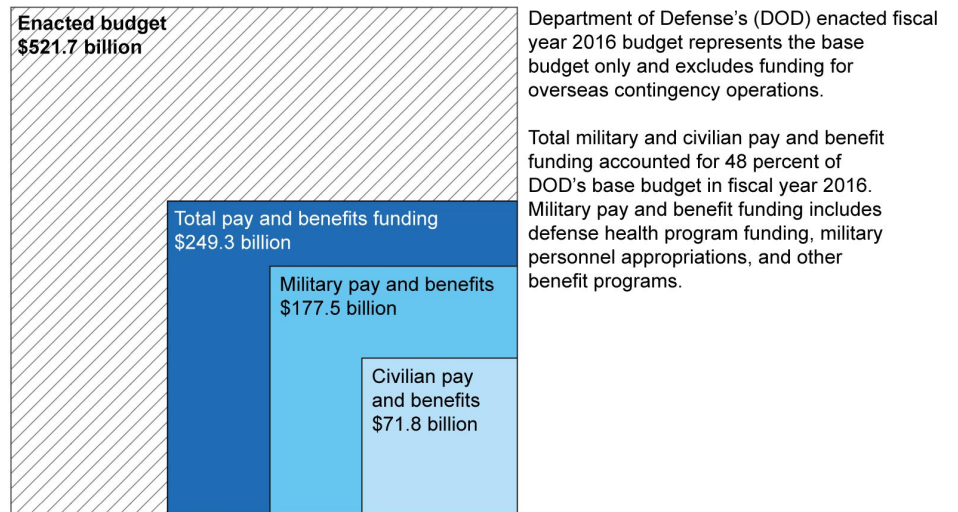 Enacted budget
$521.7 billion
Total pay and benefits funding
$249.3 billion
Military pay and benefits
$177.5 billion
Civilian pay
and benefits
$71.8 billion
Department of Defense's (DOD) enacted fiscal
year 2016 budget represents the base
budget only and excludes funding for
overseas contingency operations.
Total military and civilian pay and benefit
funding accounted for 48 percent of
DOD's base budget in fiscal year 2016.
Military pay and benefit funding includes
defense health program funding, military
personnel appropriations, and other
benefit programs.